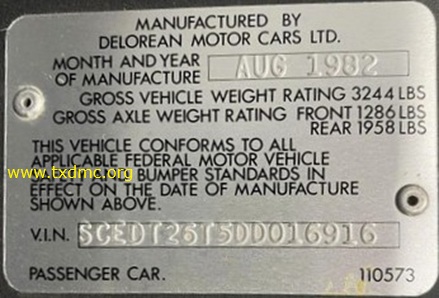 MANUFACTURED BY
DELOREAN MOTOR CARS LTD.
MONTH AND YEAR
OF MANUFACTURE AUG 1982
GROSS VEHICLE WEIGHT RATING 3244 LBS
GROSS AXLE WEIGHT RATING FRONT 1286 LBS
REAR 1958 LBS
THIS VEHICLE CONFORMS TO ALL
APPLICABLE FEDERAL MOTOR VEHICLE
www.txdmc.org
BUMPER STANDARDS IN
EFFECT ON THE DATE OF MANUFACTURE
SHOWN ABOVE.
V.I.N. SCEDT26T5DD016916
PASSENGER CAR. 110573